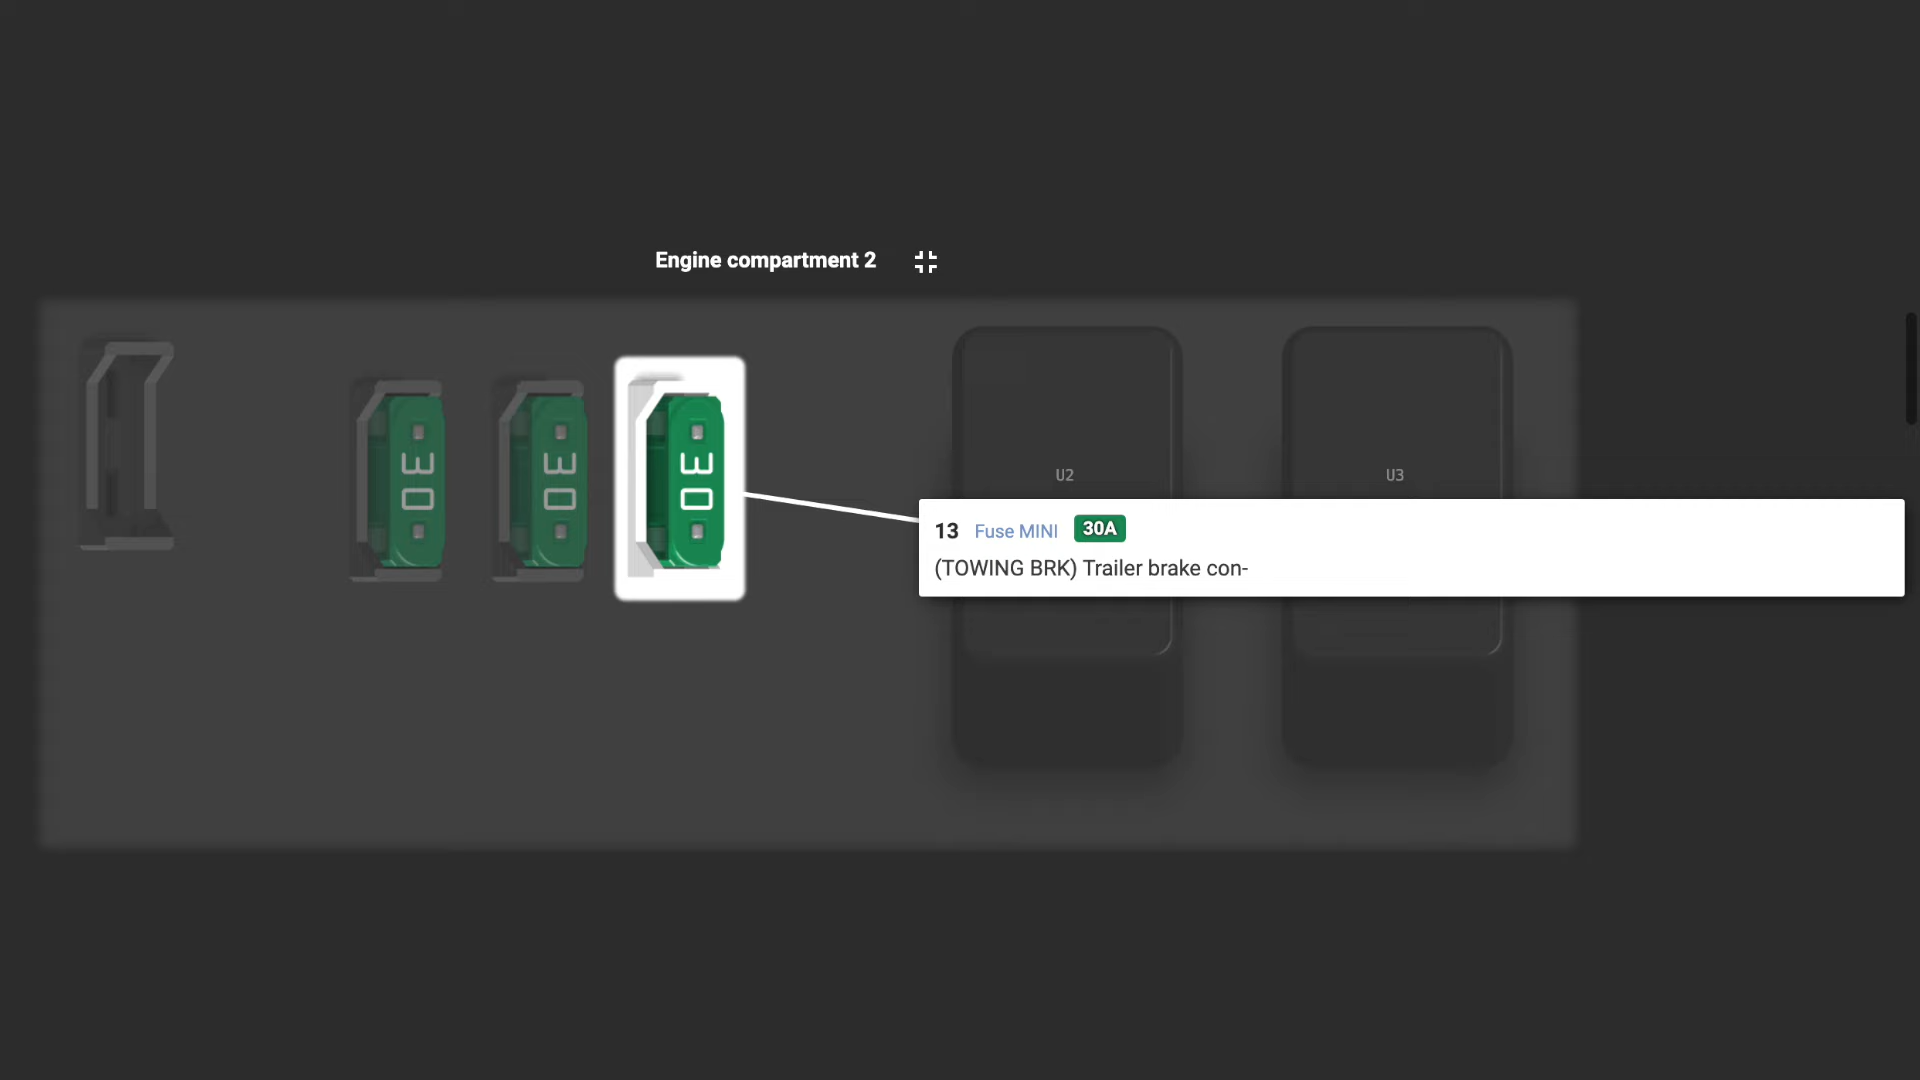 Engine compartment 2
30
30
30
U2
U3
13 Fuse MINI 30A
(TOWING BRK) Trailer brake con-